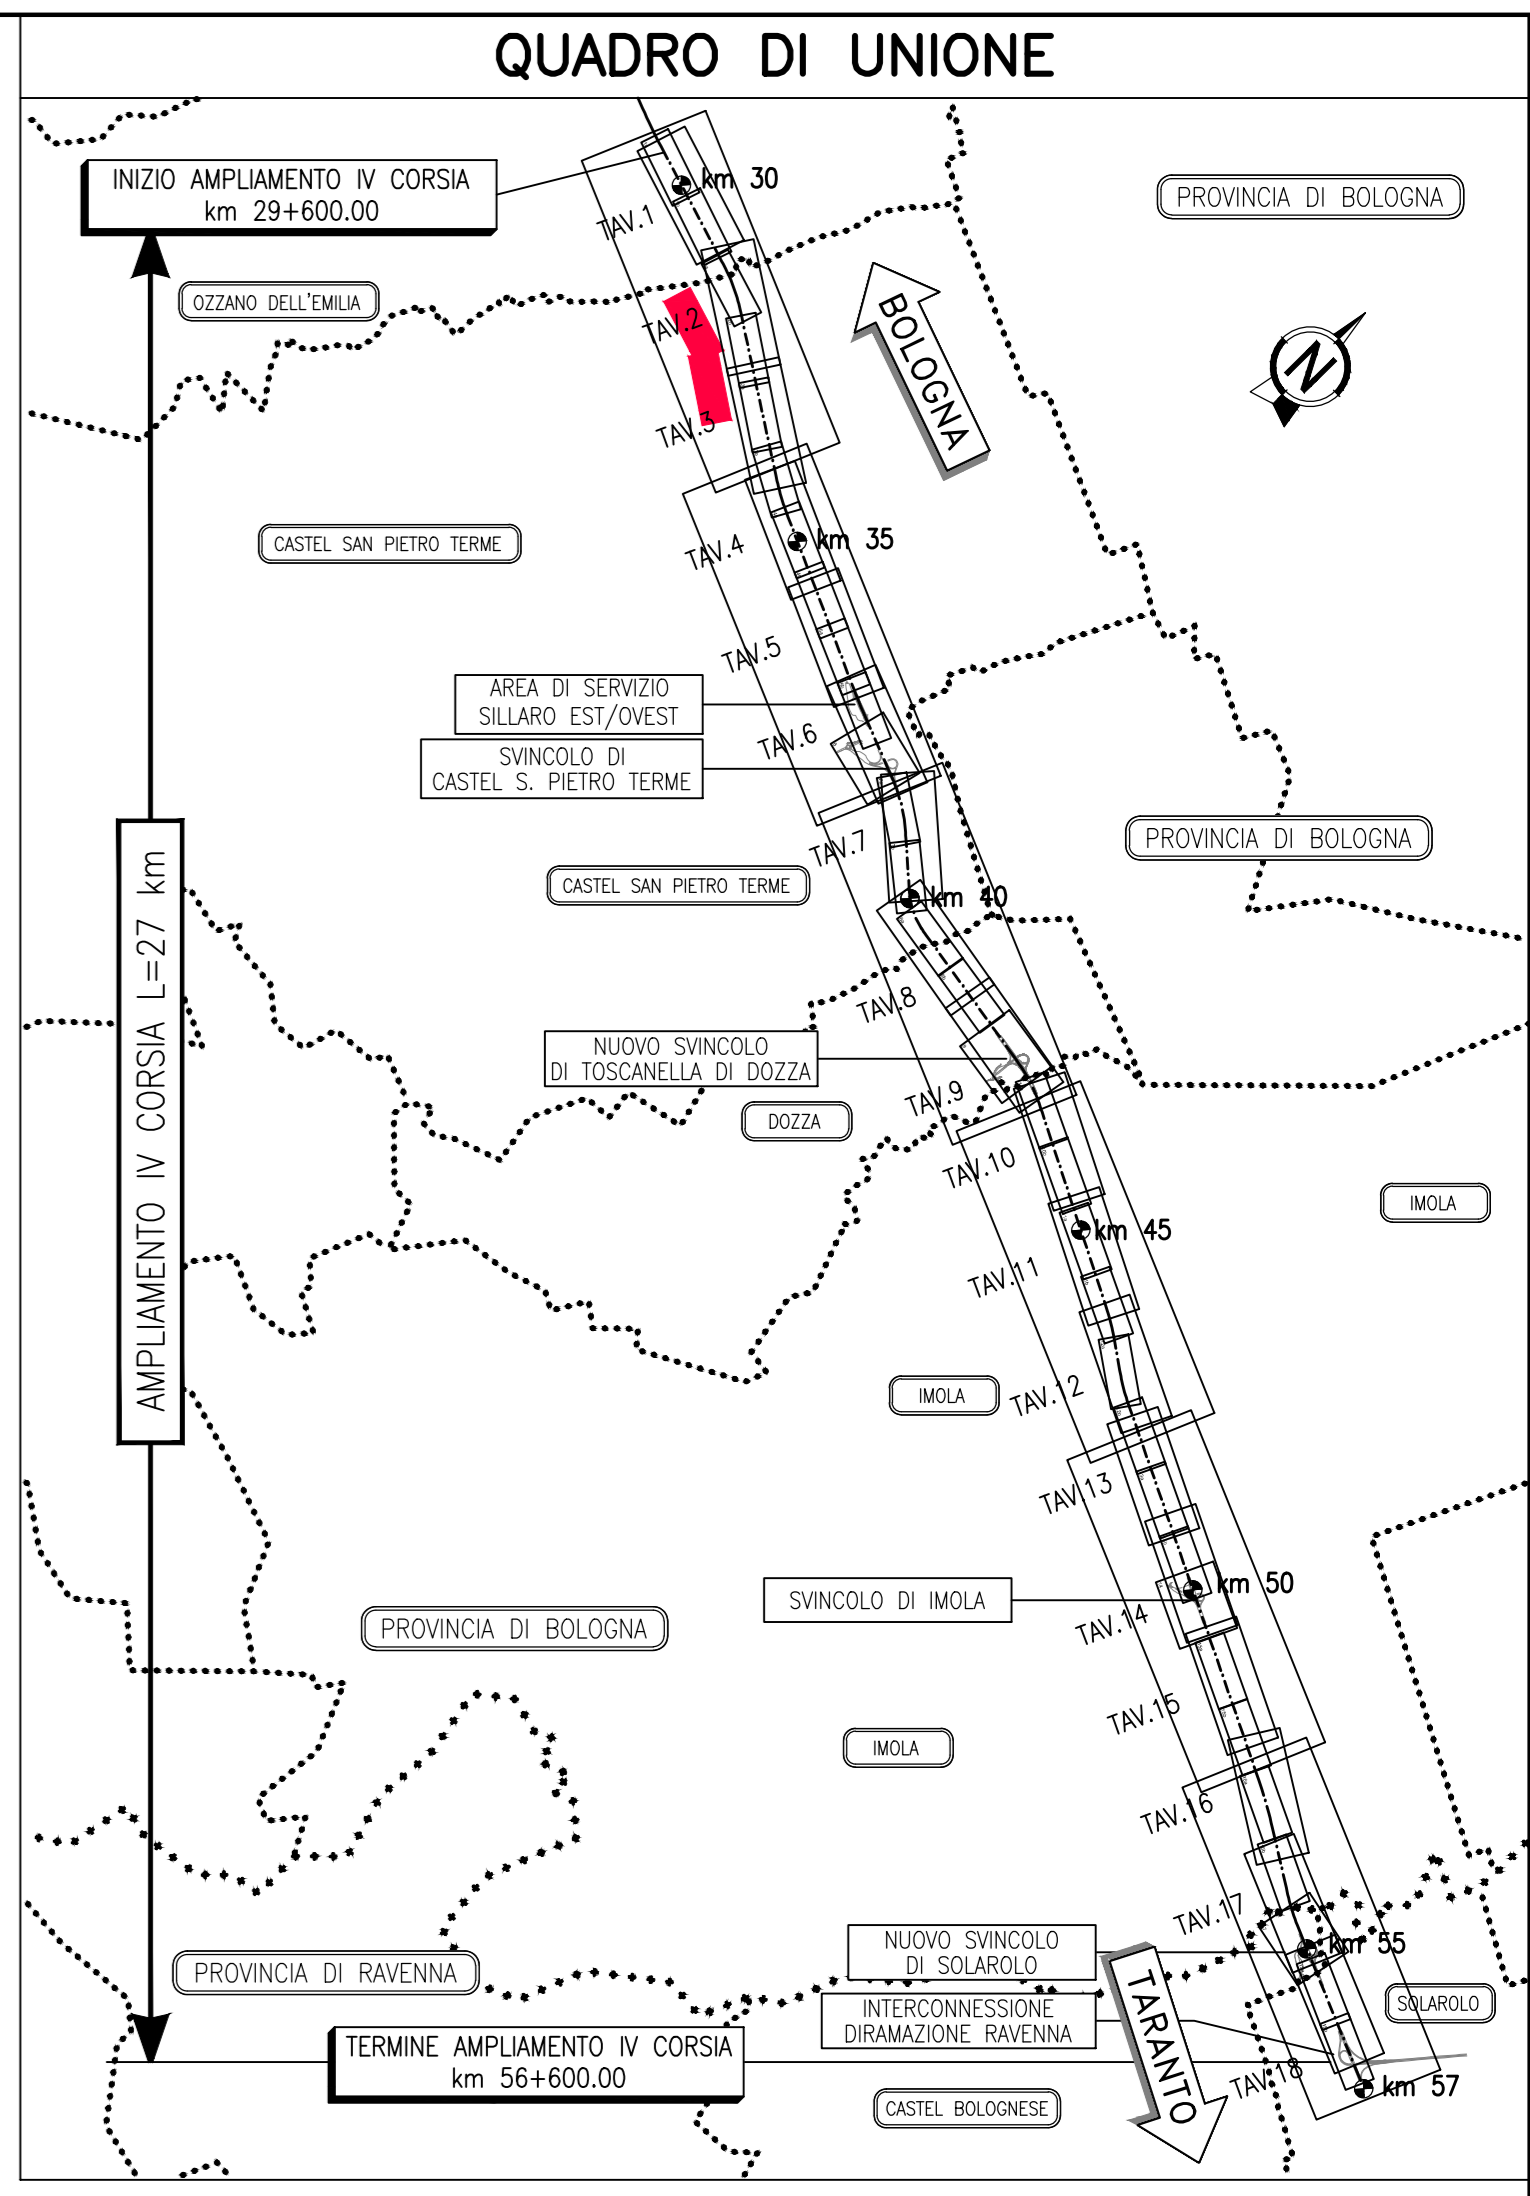 QUADRO DI UNIONE
INIZIO AMPLIAMENTO IV CORSIA
km 29+600.00
km 30
PROVINCIA DI BOLOGNA
TAV.1
OZZANO DELL'EMILIA
TAV.2
BOLOGNA
N
TAV.3
CASTEL SAN PIETRO TERME
TAV.4
km 35
TAV.5
AREA DI SERVIZIO
SILLARO EST/OVEST
TAV.6
SVINCOLO DI
CASTEL S. PIETRO TERME
TAV.7
PROVINCIA DI BOLOGNA
CASTEL SAN PIETRO TERME
km 40
AMPLIAMENTO IV CORSIA L=27 km
TAV.8
NUOVO SVINCOLO
DI TOSCANELLA DI DOZZA
TAV.9
DOZZA
TAV.10
IMOLA
km 45
TAV.11
IMOLA
TAV.12
TAV.13
km 50
SVINCOLO DI IMOLA
TAV.14
PROVINCIA DI BOLOGNA
TAV.15
IMOLA
TAV.16
TAV.17
NUOVO SVINCOLO
DI SOLAROLO
km 55
PROVINCIA DI RAVENNA
SOLAROLO
INTERCONNESSIONE
DIRAMAZIONE RAVENNA
TARANTO
TERMINE AMPLIAMENTO IV CORSIA
km 56+600.00
TAV.18
km 57
CASTEL BOLOGNESE